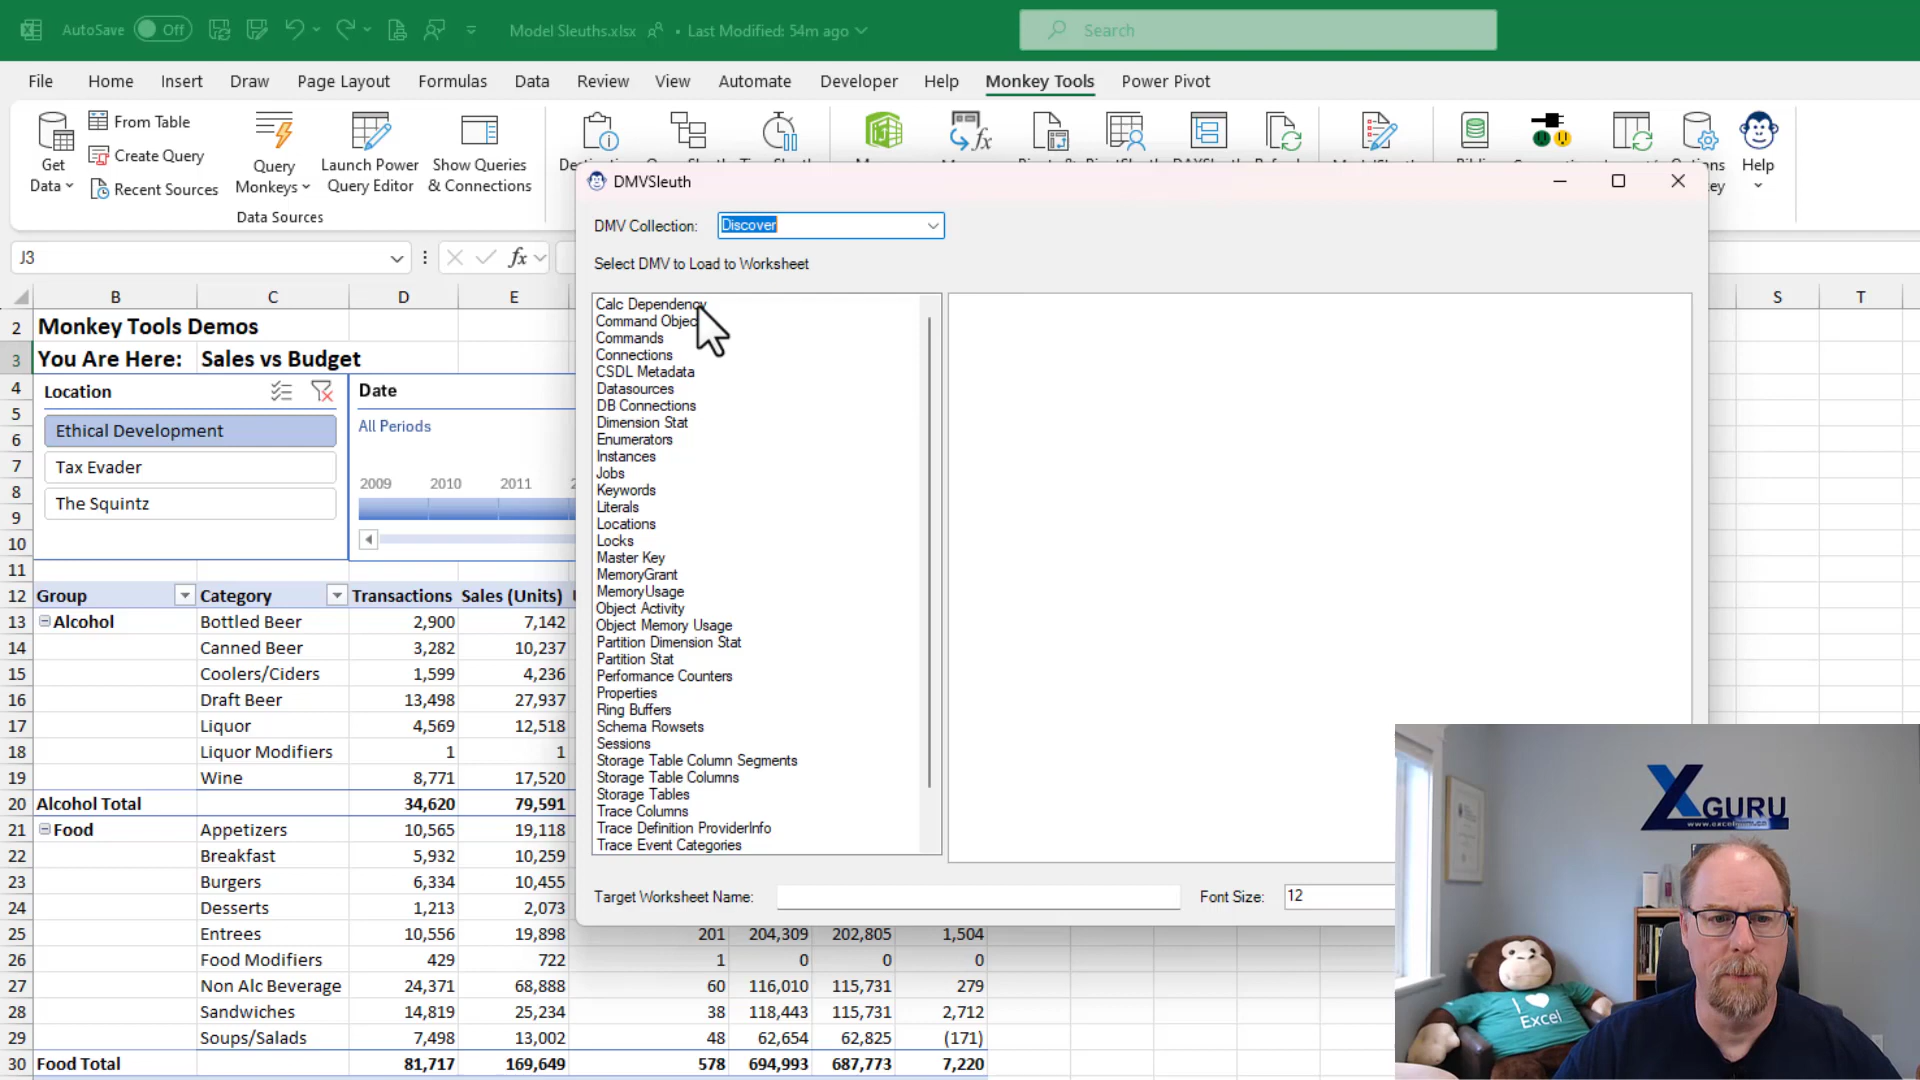 AutoSave Off Model Sleuths.xlsx • Last Modified: 54m ago Search
File Home Insert Draw Page Layout Formulas Data Review View Automate Developer Help Monkey Tools Power Pivot
Get Data
From Table
Create Query
Recent Sources
Query Monkeys
Launch Power Query Editor
Show Queries & Connections
Help
Data Sources
J3 fx
B C D E S T
DMVSleuth
DMV Collection: Discover
Select DMV to Load to Worksheet
Calc Dependency
Command Objec
Commands
Connections
CSDL Metadata
Datasources
DB Connections
Dimension Stat
Enumerators
Instances
Jobs
Keywords
Literals
Locations
Locks
Master Key
MemoryGrant
MemoryUsage
Object Activity
Object Memory Usage
Partition Dimension Stat
Partition Stat
Performance Counters
Properties
Ring Buffers
Schema Rowsets
Sessions
Storage Table Column Segments
Storage Table Columns
Storage Tables
Trace Columns
Trace Definition ProviderInfo
Trace Event Categories
Target Worksheet Name: Font Size: 12
2 Monkey Tools Demos
3 You Are Here: Sales vs Budget
4 Location Date
5 Ethical Development All Periods
6
7 Tax Evader 2009 2010 2011
8 The Squintz
9
10
11
12 Group Category Transactions Sales (Units)
13 Alcohol Bottled Beer 2,900 7,142
14 Canned Beer 3,282 10,237
15 Coolers/Ciders 1,599 4,236
16 Draft Beer 13,498 27,937
17 Liquor 4,569 12,518
18 Liquor Modifiers 1 1
19 Wine 8,771 17,520
20 Alcohol Total 34,620 79,591
21 Food Appetizers 10,565 19,118
22 Breakfast 5,932 10,259
23 Burgers 6,334 10,455
24 Desserts 1,213 2,073
25 Entrees 10,556 19,898 201 204,309 202,805 1,504
26 Food Modifiers 429 722 1 0 0 0
27 Non Alc Beverage 24,371 68,888 60 116,010 115,731 279
28 Sandwiches 14,819 25,234 38 118,443 115,731 2,712
29 Soups/Salads 7,498 13,002 48 62,654 62,825 (171)
30 Food Total 81,717 169,649 578 694,993 687,773 7,220
XGURU
I ❤ Excel